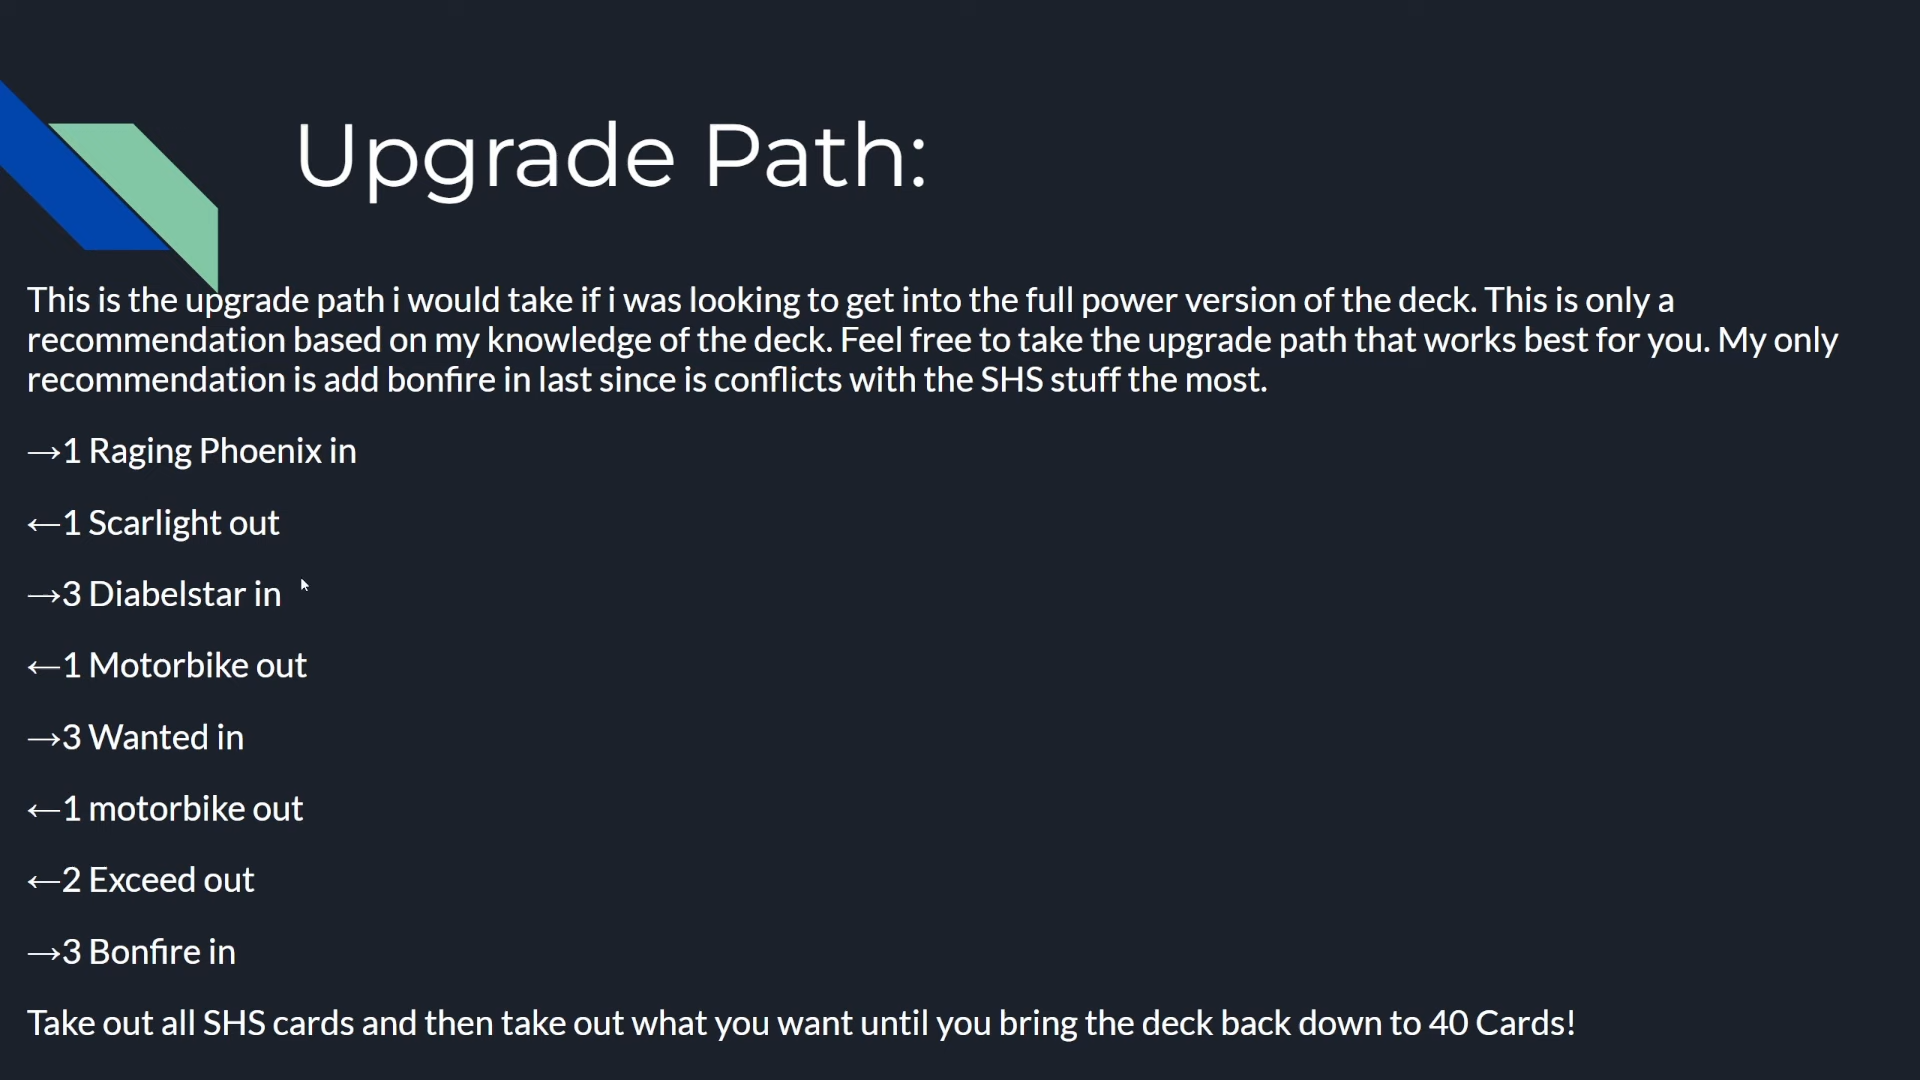 Upgrade Path:
This is the upgrade path i would take if i was looking to get into the full power version of the deck. This is only a
recommendation based on my knowledge of the deck. Feel free to take the upgrade path that works best for you. My only
recommendation is add bonfire in last since is conflicts with the SHS stuff the most.
→1 Raging Phoenix in
←1 Scarlight out
→3 Diabelstar in
←1 Motorbike out
→3 Wanted in
←1 motorbike out
←2 Exceed out
→3 Bonfire in
Take out all SHS cards and then take out what you want until you bring the deck back down to 40 Cards!